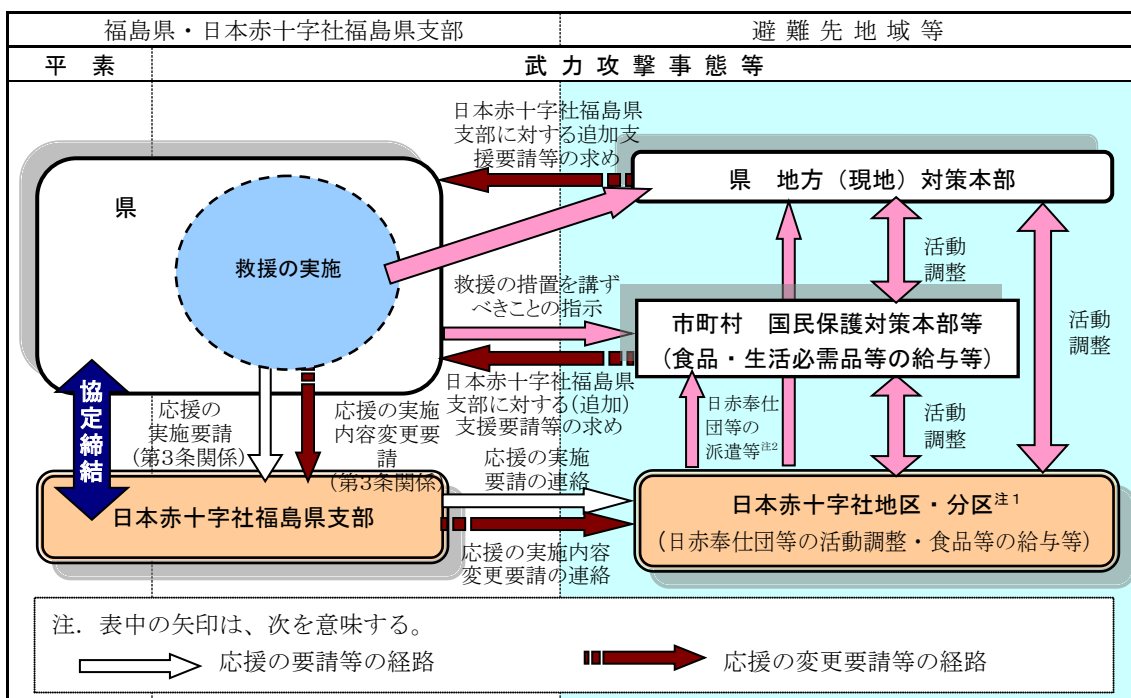 福島県・日本赤十字社福島県支部
避難先地域等
平素
武力攻撃事態等
日本赤十字社福島県
支部に対する追加支
援要請等の求め
県 地方（現地）対策本部
県
救援の実施
活動
調整
救援の措置を講ず
べきことの指示
市町村 国民保護対策本部等
（食品・生活必需品等の給与等）
活動
調整
日本赤十字社福島県
支部に対する(追加)
支援要請等の求め
協定締結
応援の
実施要請
(第3条関係)
応援の実施
内容変更要
請
(第3条関係)
日赤奉仕
団等の
派遣等注2
活動
調整
応援の実施
要請の連絡
日本赤十字社福島県支部
日本赤十字社地区・分区注1
（日赤奉仕団等の活動調整・食品等の給与等）
応援の実施内容
変更要請の連絡
注．表中の矢印は、次を意味する。
応援の要請等の経路
応援の変更要請等の経路